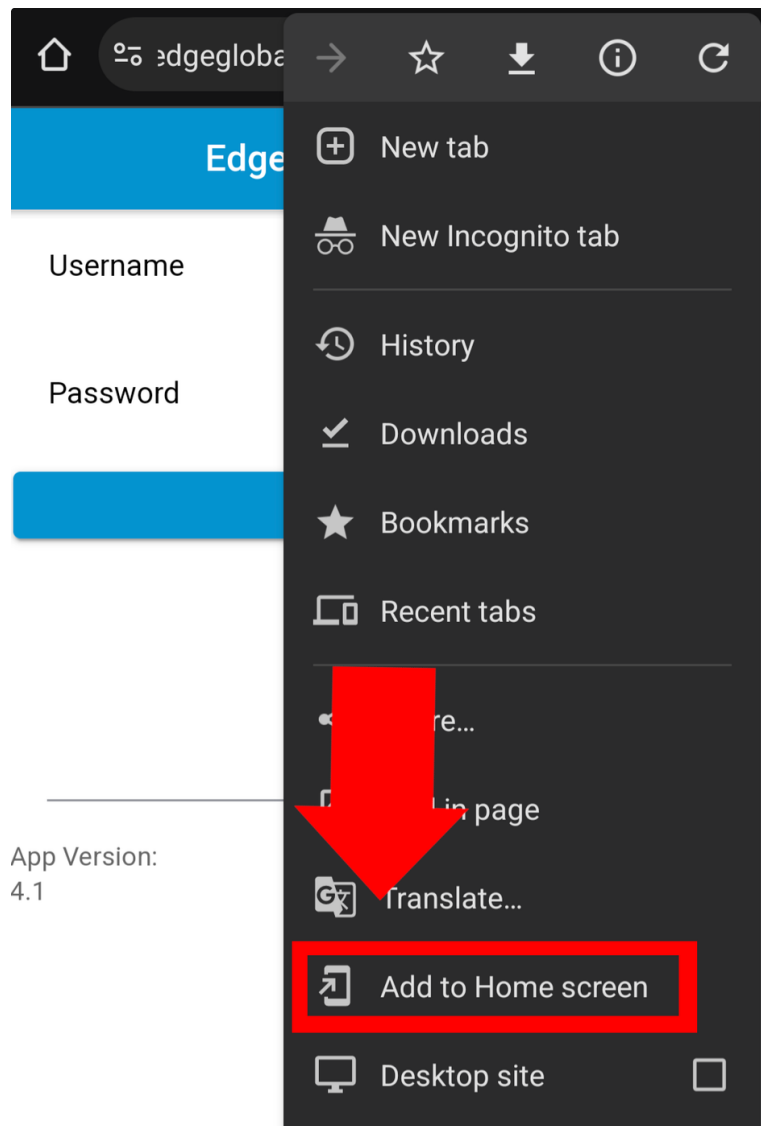 edgegloba
Edge
Username
Password
App Version:
4.1
New tab
New Incognito tab
History
Downloads
Bookmarks
Recent tabs
re...
in page
Translate...
Add to Home screen
Desktop site